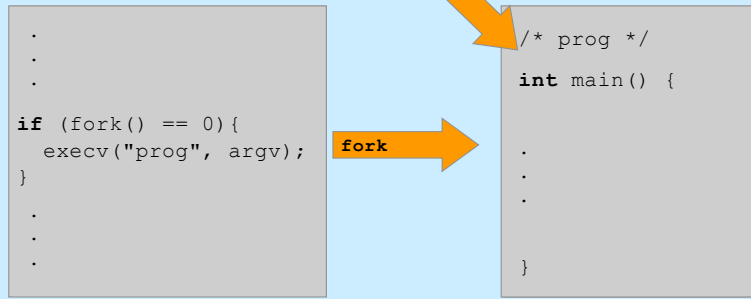 .
.
.
if (fork() == 0){
execv("prog", argv);
}
.
.
.
fork
/* prog */
int main() {
.
.
.
}